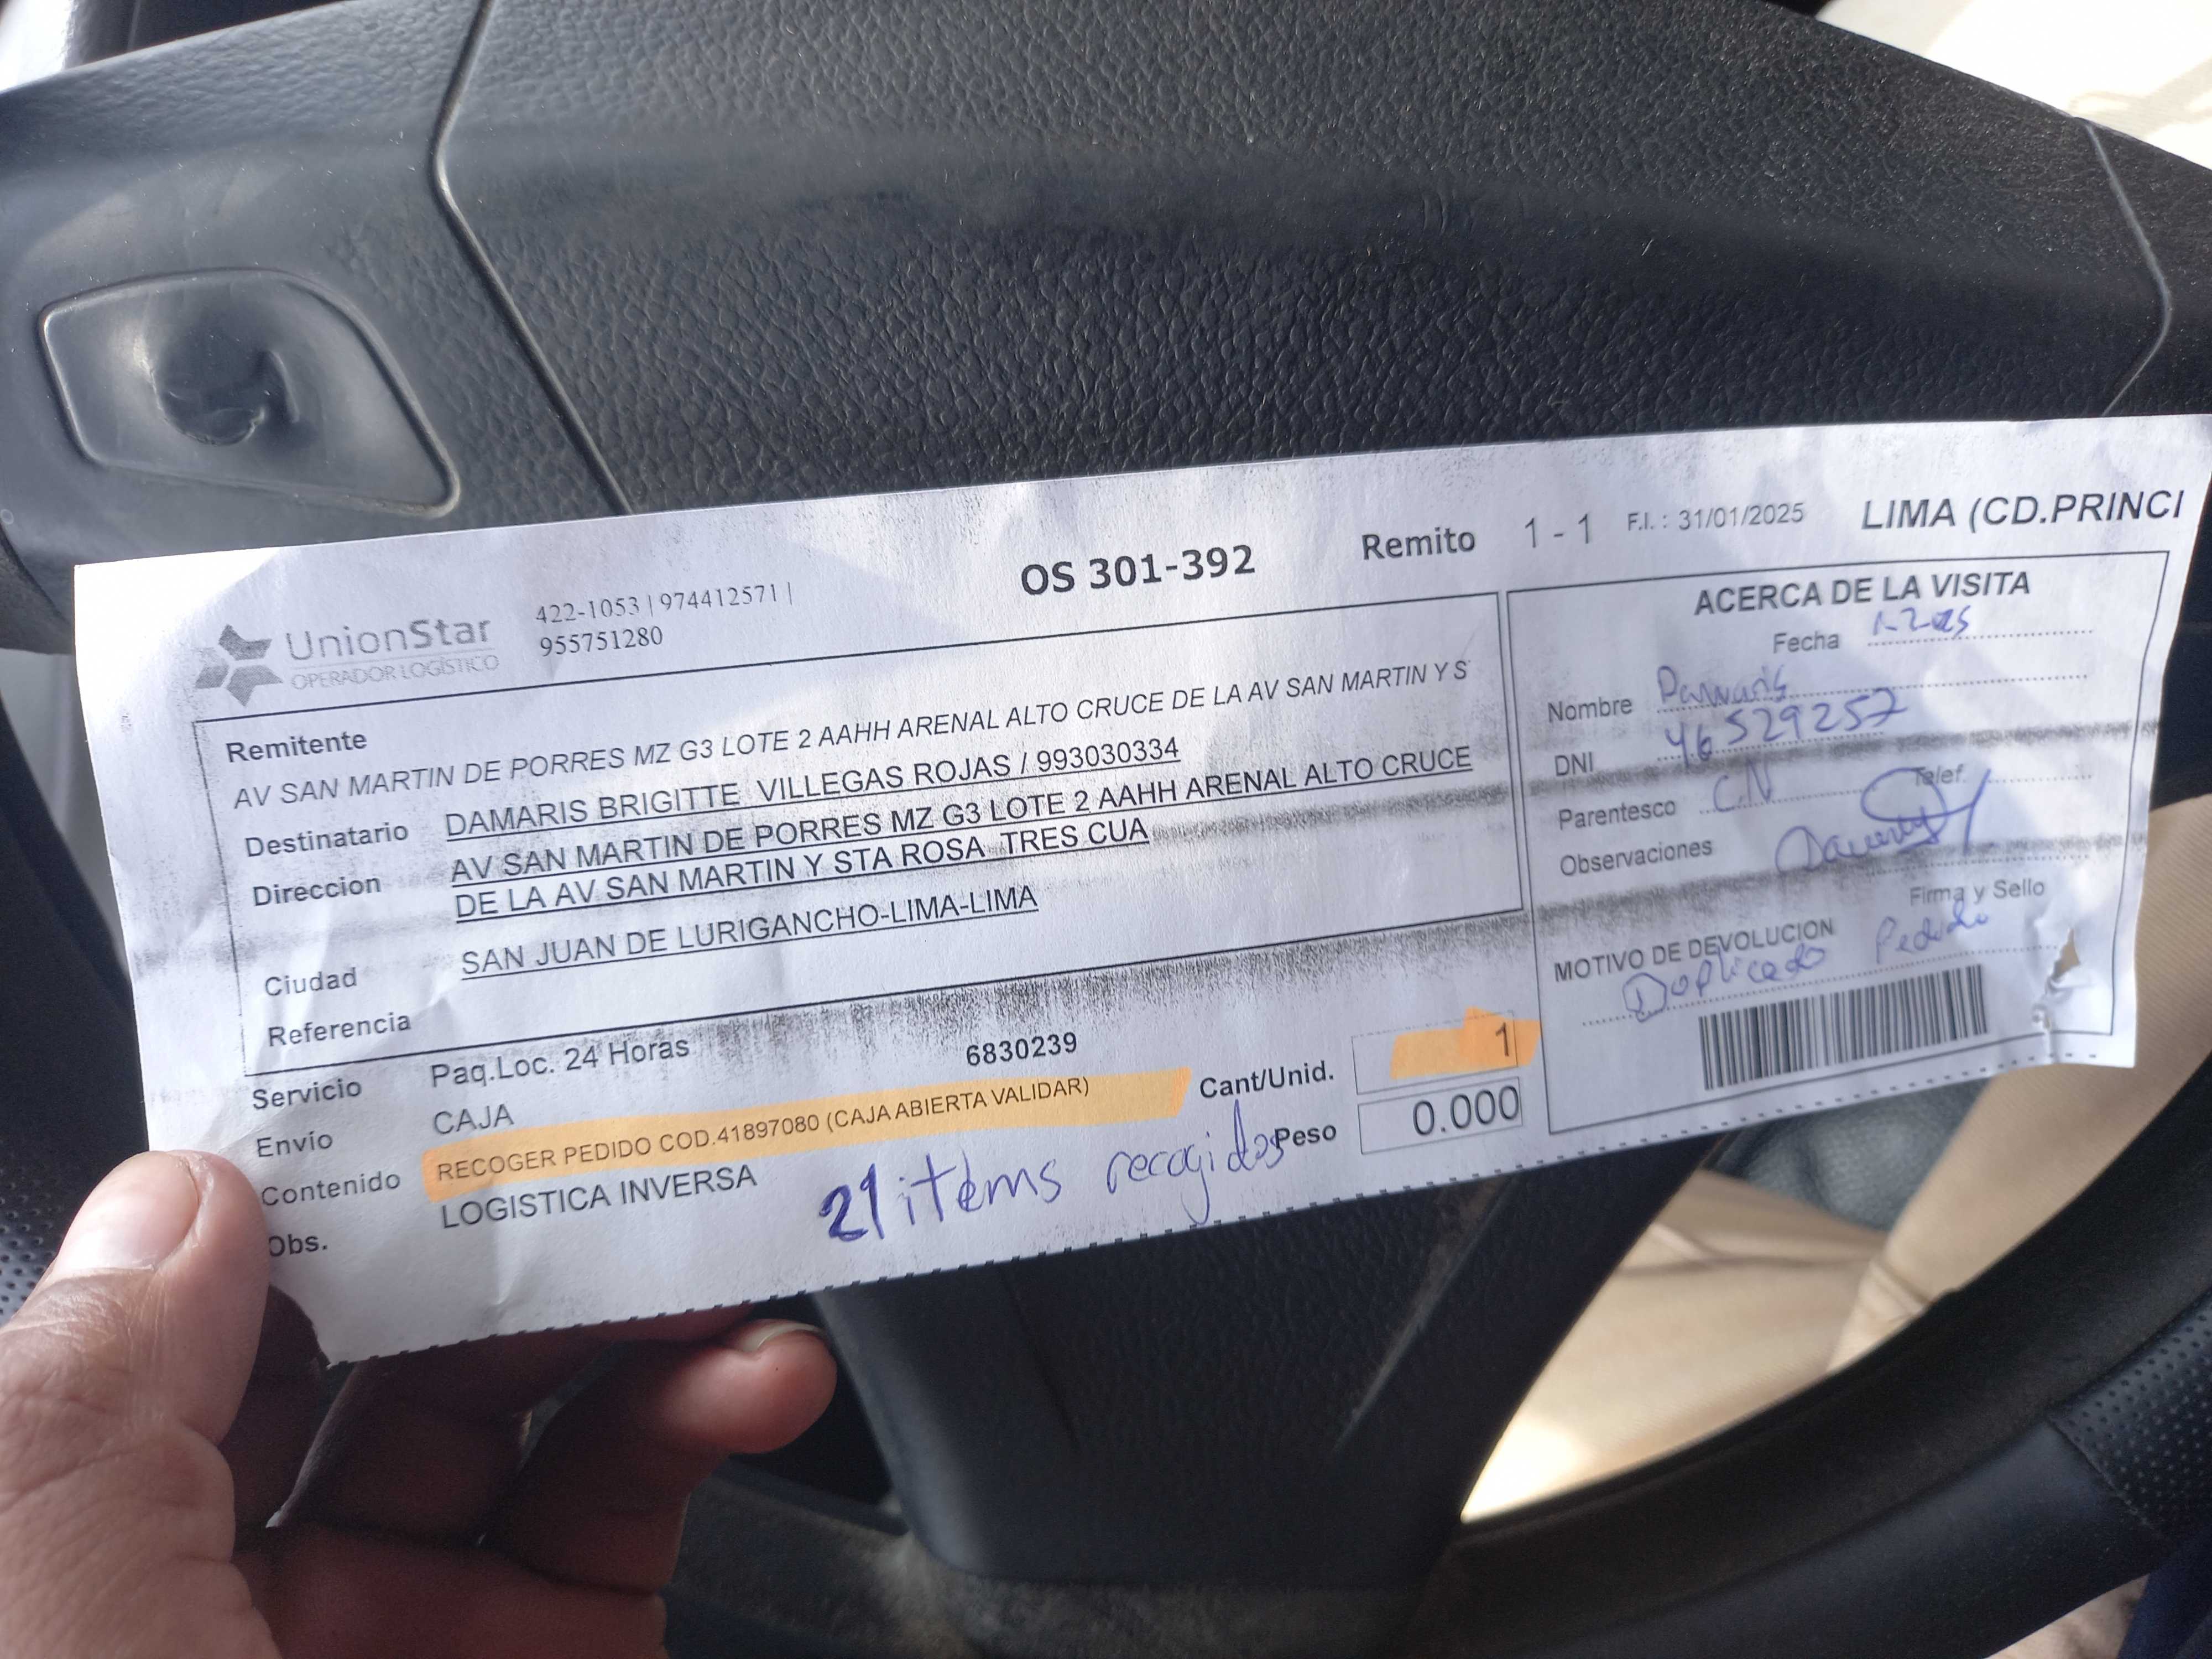 UnionStar
OPERADOR LOGÍSTICO
422-1053 | 974412571 |
955751280
OS 301-392
Remito 1 - 1 F.I. : 31/01/2025 LIMA (CD.PRINCI
Remitente
AV SAN MARTIN DE PORRES MZ G3 LOTE 2 AAHH ARENAL ALTO CRUCE DE LA AV SAN MARTIN Y S
Destinatario DAMARIS BRIGITTE VILLEGAS ROJAS / 993030334
Direccion AV SAN MARTIN DE PORRES MZ G3 LOTE 2 AAHH ARENAL ALTO CRUCE
DE LA AV SAN MARTIN Y STA ROSA TRES CUA
Ciudad SAN JUAN DE LURIGANCHO-LIMA-LIMA
Referencia
Servicio Paq.Loc. 24 Horas 6830239
Envío CAJA
Cant/Unid. 1
Contenido RECOGER PEDIDO COD.41897080 (CAJA ABIERTA VALIDAR)
Peso 0.000
LOGISTICA INVERSA
Obs.
21 items recogidos
ACERCA DE LA VISITA
Fecha
Nombre
DNI 46529257
Parentesco C.N Telef.
Observaciones
Firma y Sello
MOTIVO DE DEVOLUCION
Duplicado Pedido